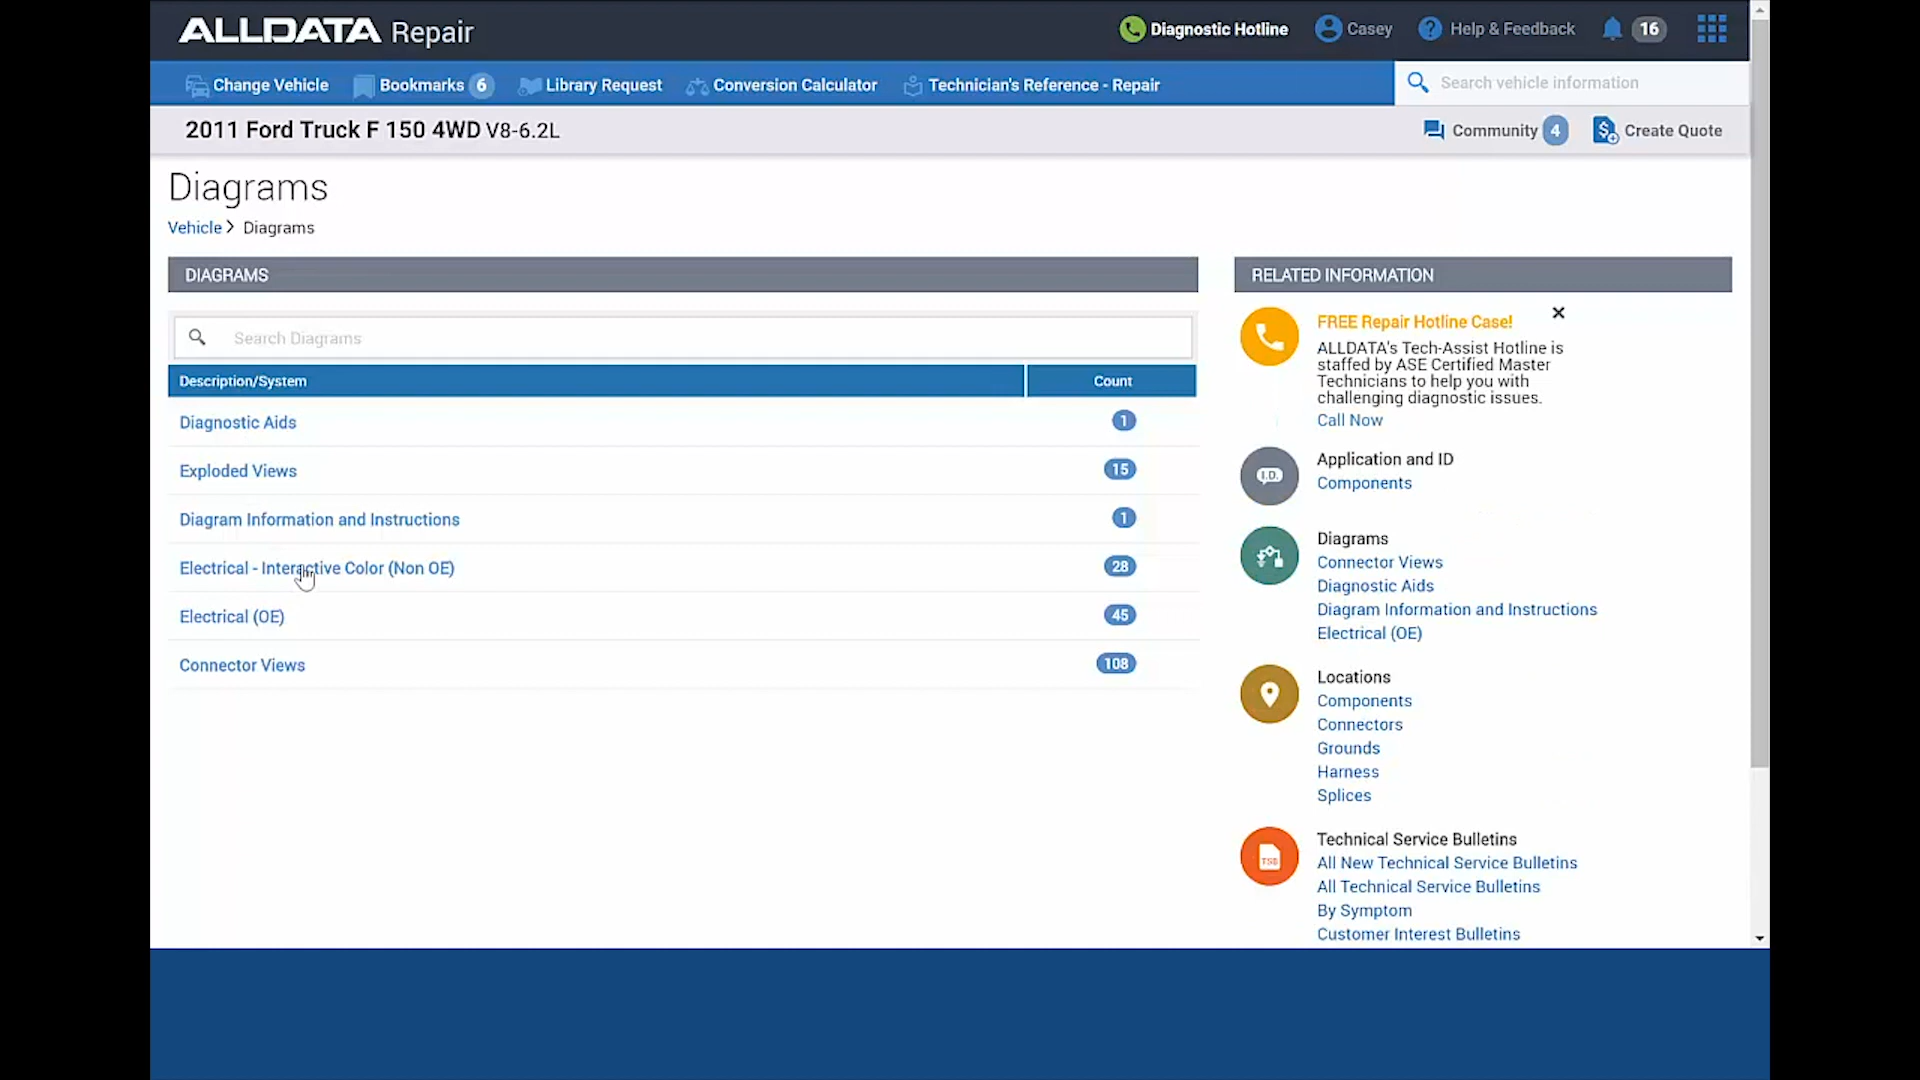 ALLDATA Repair
Diagnostic Hotline
Casey
Help & Feedback
16
Change Vehicle
Bookmarks 6
Library Request
Conversion Calculator
Technician's Reference - Repair
Search vehicle information
2011 Ford Truck F 150 4WD V8-6.2L
Community 4
Create Quote
Diagrams
Vehicle > Diagrams
DIAGRAMS
Search Diagrams
Description/System Count
Diagnostic Aids 1
Exploded Views 15
Diagram Information and Instructions 1
Electrical - Interactive Color (Non OE) 28
Electrical (OE) 45
Connector Views 108
RELATED INFORMATION
FREE Repair Hotline Case!
ALLDATA's Tech-Assist Hotline is
staffed by ASE Certified Master
Technicians to help you with
challenging diagnostic issues.
Call Now
I.D.
Application and ID
Components
Diagrams
Connector Views
Diagnostic Aids
Diagram Information and Instructions
Electrical (OE)
Locations
Components
Connectors
Grounds
Harness
Splices
TSB
Technical Service Bulletins
All New Technical Service Bulletins
All Technical Service Bulletins
By Symptom
Customer Interest Bulletins